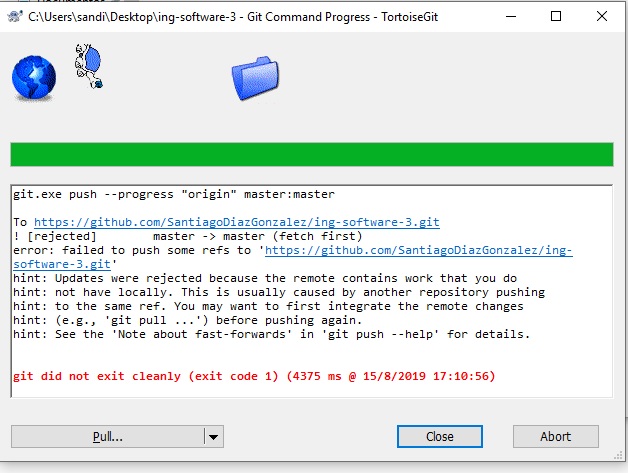 C:\Users\sandi\Desktop\ing-software-3 - Git Command Progress - TortoiseGit
git.exe push --progress "origin" master:master
To https://github.com/SantiagoDiazGonzalez/ing-software-3.git
! [rejected]        master -> master (fetch first)
error: failed to push some refs to 'https://github.com/SantiagoDiazGonzalez/ing-
software-3.git'
hint: Updates were rejected because the remote contains work that you do
hint: not have locally. This is usually caused by another repository pushing
hint: to the same ref. You may want to first integrate the remote changes
hint: (e.g., 'git pull ...') before pushing again.
hint: See the 'Note about fast-forwards' in 'git push --help' for details.
git did not exit cleanly (exit code 1) (4375 ms @ 15/8/2019 17:10:56)
Pull...
Close
Abort